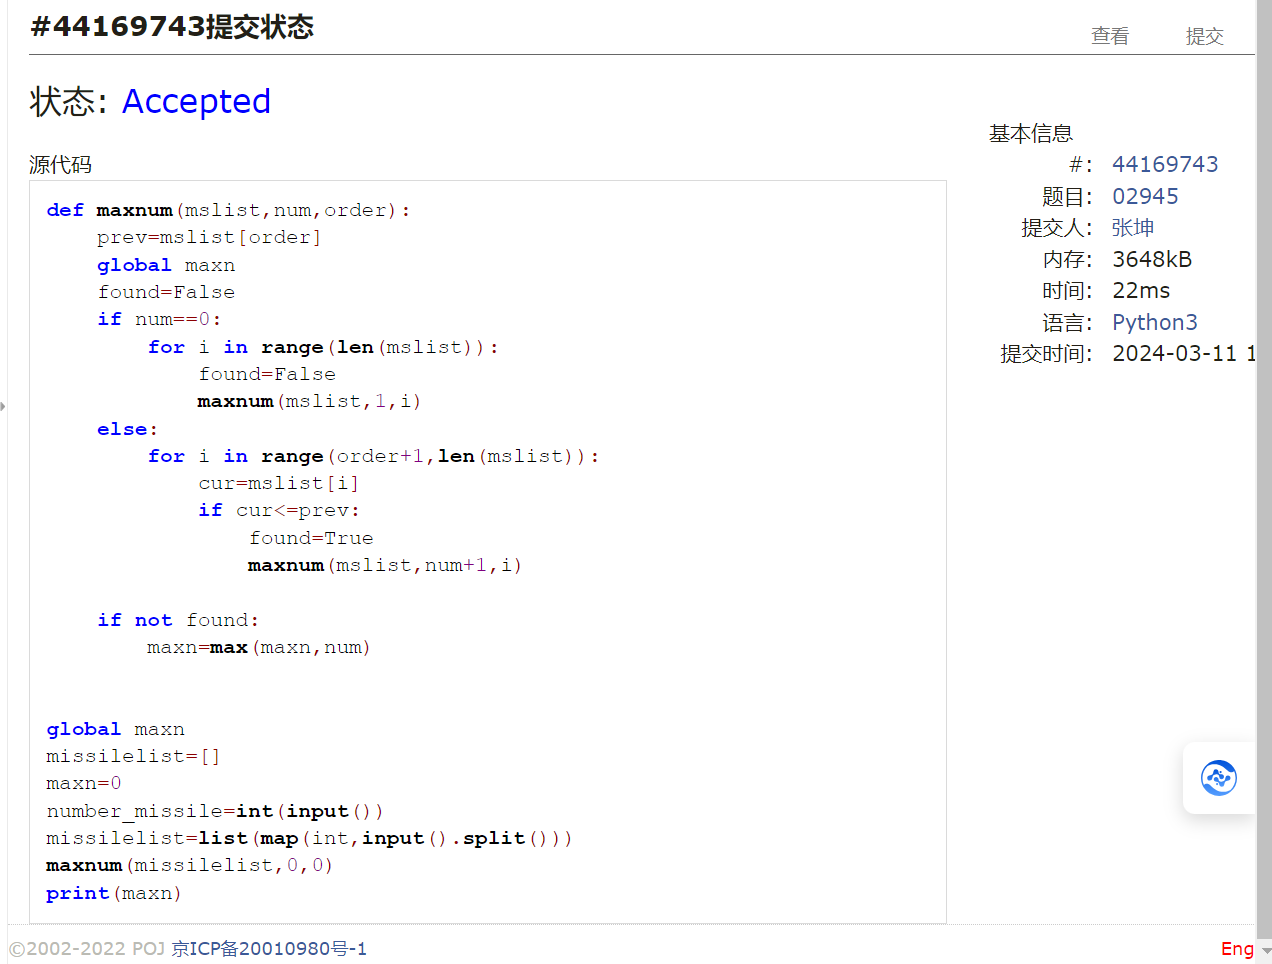 #44169743提交状态
查看 提交
状态: Accepted
基本信息
#: 44169743
题目: 02945
提交人: 张坤
内存: 3648kB
时间: 22ms
语言: Python3
提交时间: 2024-03-11 1
源代码
def maxnum(mslist,num,order):
    prev=mslist[order]
    global maxn
    found=False
    if num==0:
        for i in range(len(mslist)):
            found=False
            maxnum(mslist,1,i)
    else:
        for i in range(order+1,len(mslist)):
            cur=mslist[i]
            if cur<=prev:
                found=True
                maxnum(mslist,num+1,i)
    if not found:
        maxn=max(maxn,num)
global maxn
missilelist=[]
maxn=0
number_missile=int(input())
missilelist=list(map(int,input().split()))
maxnum(missilelist,0,0)
print(maxn)
©2002-2022 POJ 京ICP备20010980号-1
Eng